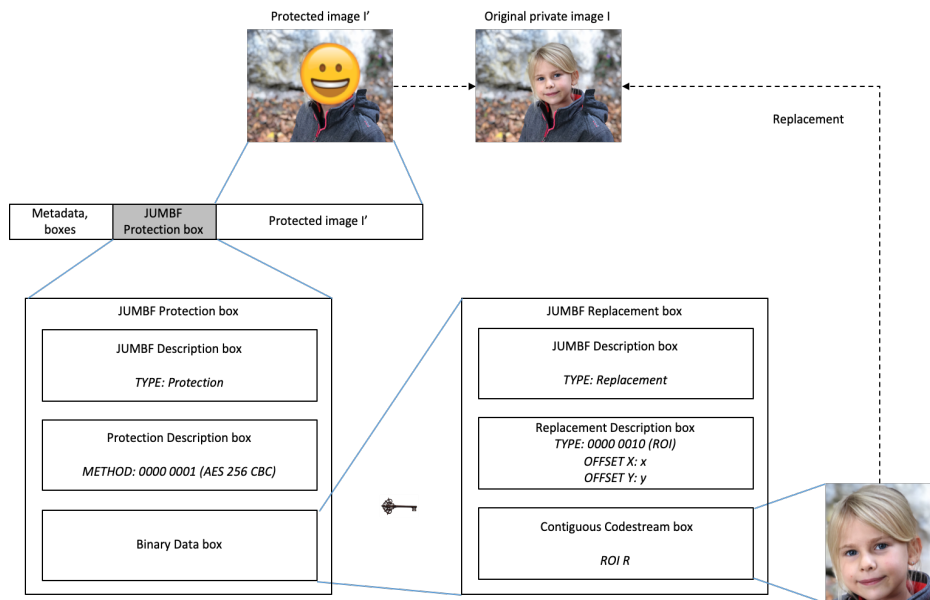 Protected image I’
Original private image I
Replacement
Metadata,
boxes
JUMBF
Protection box
Protected image I’
JUMBF Protection box
JUMBF Description box
TYPE: Protection
Protection Description box
METHOD: 0000 0001 (AES 256 CBC)
Binary Data box
JUMBF Replacement box
JUMBF Description box
TYPE: Replacement
Replacement Description box
TYPE: 0000 0010 (ROI)
OFFSET X: x
OFFSET Y: y
Contiguous Codestream box
ROI R